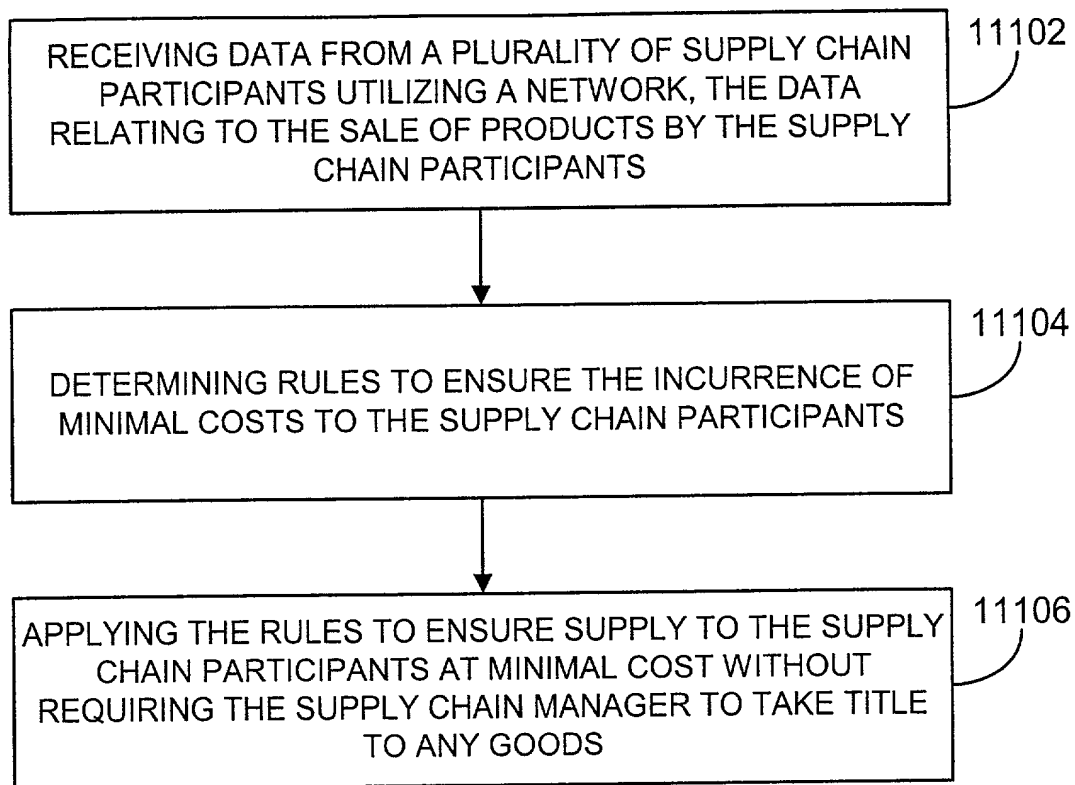 RECEIVING DATA FROM A PLURALITY OF SUPPLY CHAIN
PARTICIPANTS UTILIZING A NETWORK, THE DATA
RELATING TO THE SALE OF PRODUCTS BY THE SUPPLY
CHAIN PARTICIPANTS
11102
DETERMINING RULES TO ENSURE THE INCURRENCE OF
MINIMAL COSTS TO THE SUPPLY CHAIN PARTICIPANTS
11104
APPLYING THE RULES TO ENSURE SUPPLY TO THE SUPPLY
CHAIN PARTICIPANTS AT MINIMAL COST WITHOUT
REQUIRING THE SUPPLY CHAIN MANAGER TO TAKE TITLE
TO ANY GOODS
11106